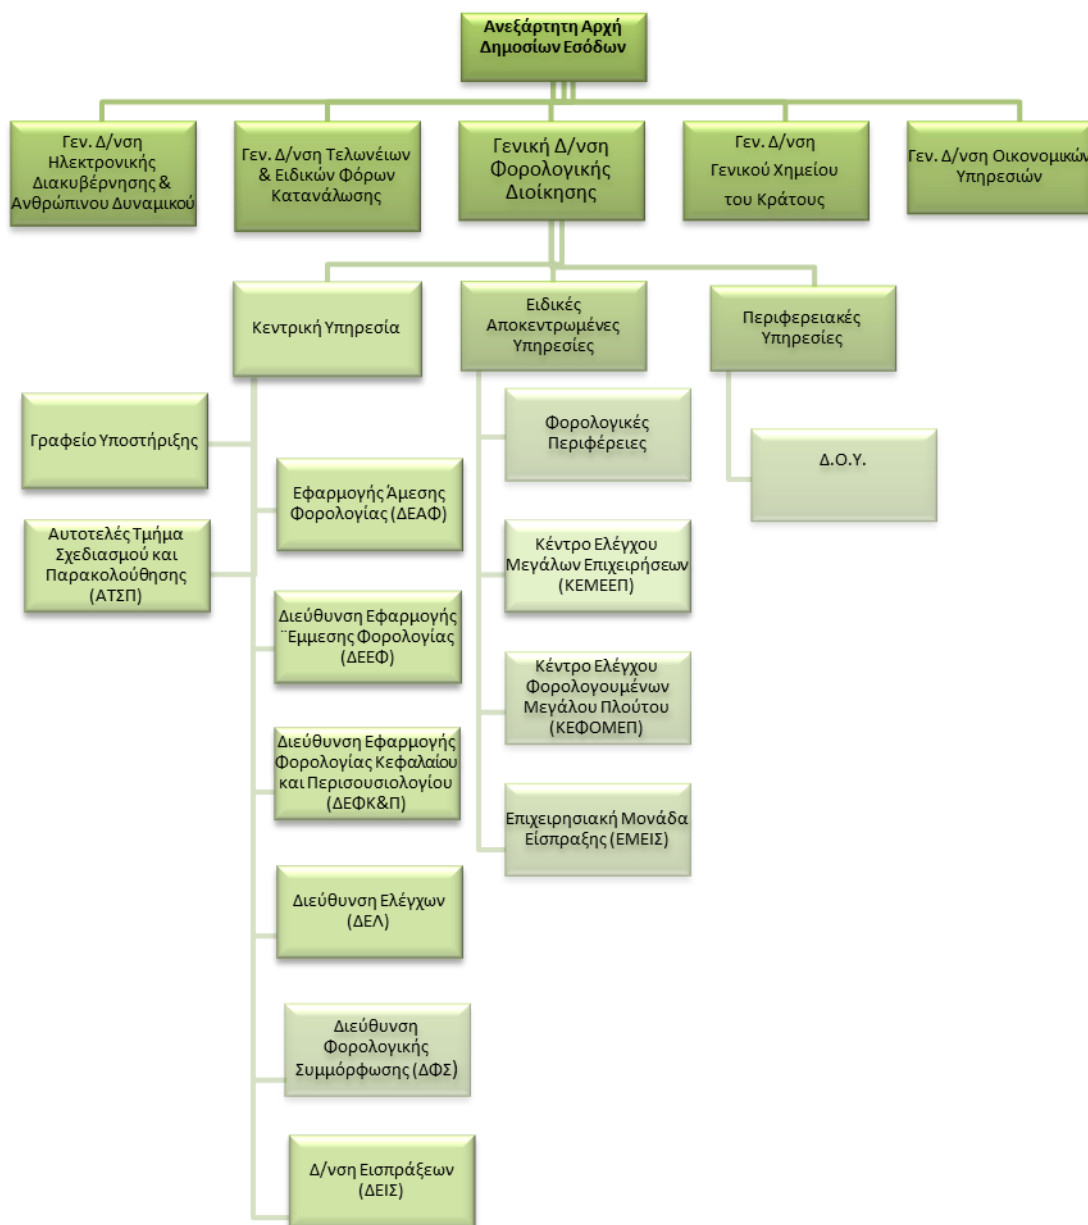 Ανεξάρτητη Αρχή
Δημοσίων Εσόδων
Γεν. Δ/νση
Ηλεκτρονικής
Διακυβέρνησης &
Ανθρώπινου Δυναμικού
Γεν. Δ/νση Τελωνέιων
& Ειδικών Φόρων
Κατανάλωσης
Γενική Δ/νση
Φορολογικής
Διοίκησης
Γεν. Δ/νση
Γενικού Χημείου
του Κράτους
Γεν. Δ/νση Οικονομικών
Υπηρεσιών
Κεντρική Υπηρεσία
Ειδικές
Αποκεντρωμένες
Υπηρεσίες
Περιφερειακές
Υπηρεσίες
Γραφείο Υποστήριξης
Αυτοτελές Τμήμα
Σχεδιασμού και
Παρακολούθησης
(ΑΤΣΠ)
Εφαρμογής Άμεσης
Φορολογίας (ΔΕΑΦ)
Διεύθυνση Εφαρμογής
¨Εμμεσης Φορολογίας
(ΔΕΕΦ)
Διεύθυνση Εφαρμογής
Φορολογίας Κεφαλαίου
και Περισουσιολογίου
(ΔΕΦΚ&Π)
Διεύθυνση Ελέγχων
(ΔΕΛ)
Διεύθυνση
Φορολογικής
Συμμόρφωσης (ΔΦΣ)
Δ/νση Εισπράξεων
(ΔΕΙΣ)
Φορολογικές
Περιφέρειες
Κέντρο Ελέγχου
Μεγάλων Επιχειρήσεων
(ΚΕΜΕΕΠ)
Κέντρο Ελέγχου
Φορολογουμένων
Μεγάλου Πλούτου
(ΚΕΦΟΜΕΠ)
Επιχειρησιακή Μονάδα
Είσπραξης (ΕΜΕΙΣ)
Δ.Ο.Υ.